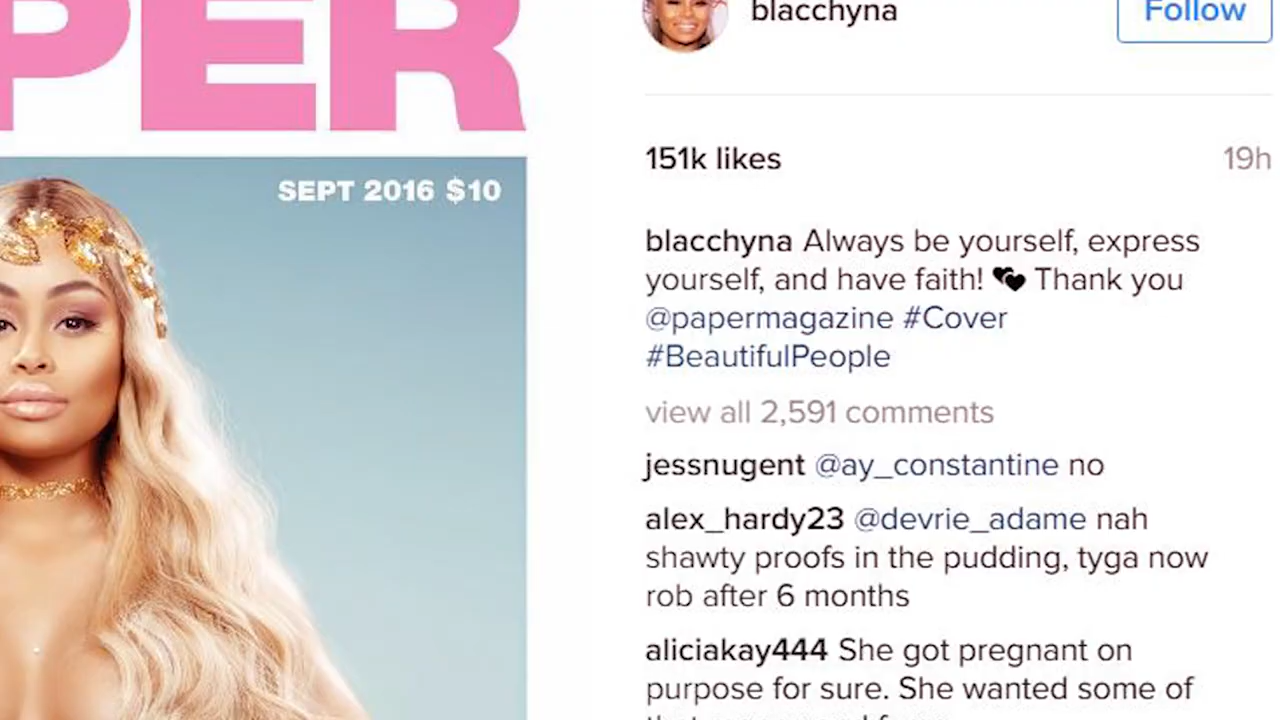 PER
SEPT 2016 $10
blacchyna
Follow
151k likes
19h
blacchyna Always be yourself, express
yourself, and have faith! 🖤 Thank you
@papermagazine #Cover
#BeautifulPeople
view all 2,591 comments
jessnugent @ay_constantine no
alex_hardy23 @devrie_adame nah
shawty proofs in the pudding, tyga now
rob after 6 months
aliciakay444 She got pregnant on
purpose for sure. She wanted some of